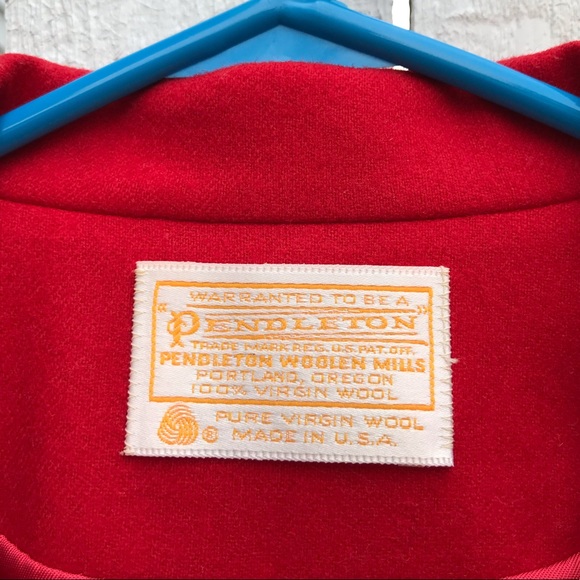 WARRANTED TO BE A
"PENDLETON"
TRADE MARK REG. U.S. PAT. OFF.
PENDLETON WOOLEN MILLS
PORTLAND, OREGON
100% VIRGIN WOOL
® PURE VIRGIN WOOL
MADE IN U.S.A.